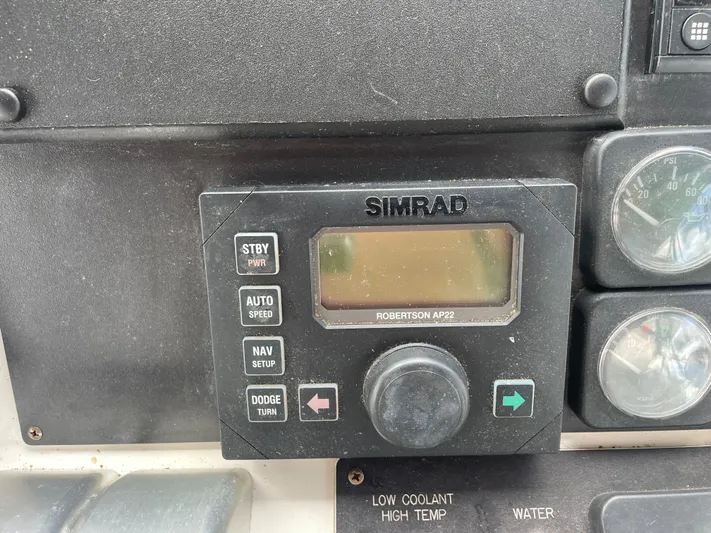 SIMRAD
STBY
PWR
AUTO
SPEED
NAV
SETUP
DODGE
TURN
ROBERTSON AP22
PSI
20
40
60
LOW COOLANT
HIGH TEMP
WATER